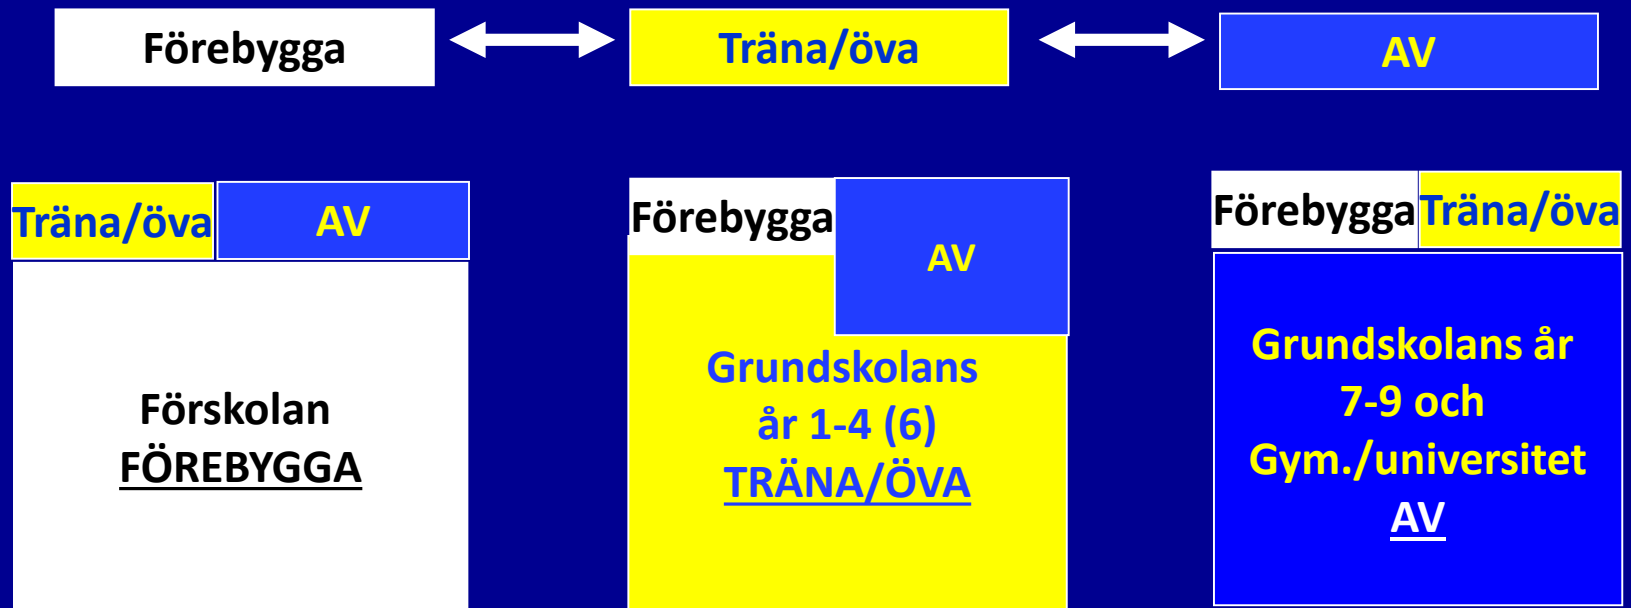 Förebygga
Träna/öva
AV
Träna/öva
AV
Förskolan
FÖREBYGGA
Förebygga
AV
Grundskolans
år 1-4 (6)
TRÄNA/ÖVA
Förebygga
Träna/öva
Grundskolans år
7-9 och
Gym./universitet
AV